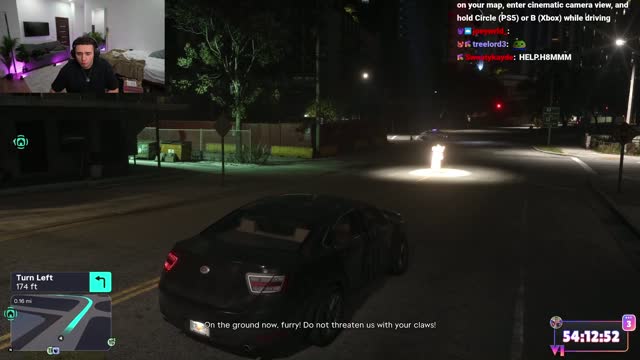 on your map, enter cinematic camera view, and
hold Circle (PS5) or B (Xbox) while driving
treelord3:
HELP.H8MMM
Turn Left
174 ft
0.16 mi
On the ground now, furry! Do not threaten us with your claws!
3
54:12:52
VI